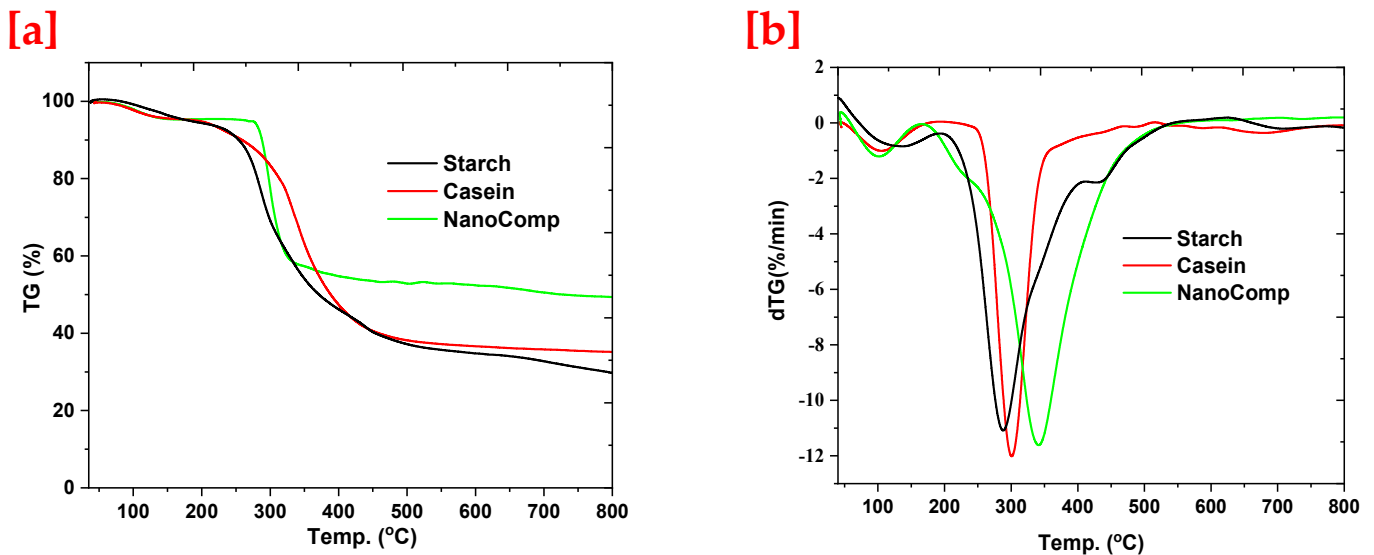 [a]
TG (%)
100
80
60
40
20
0
Starch
Casein
NanoComp
100 200 300 400 500 600 700 800
Temp. (°C)
[b]
dTG(%/min)
2
0
-2
-4
-6
-8
-10
-12
Starch
Casein
NanoComp
100 200 300 400 500 600 700 800
Temp. (°C)